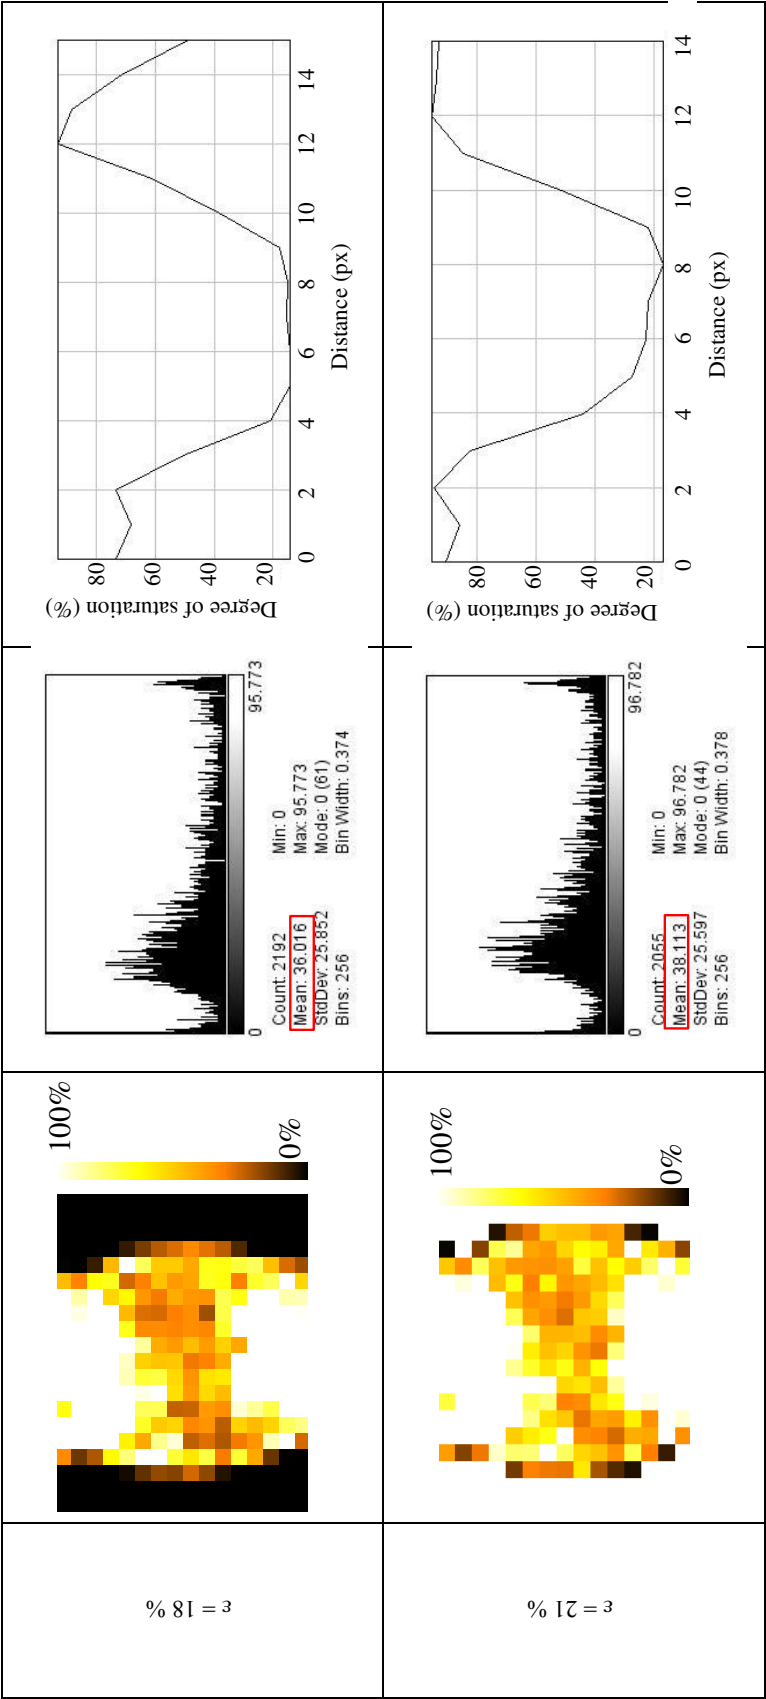 ε = 18 %
100%
0%
0
95.773
Count: 2192
Min: 0
Mean: 36.016
Max: 95.773
StdDev: 25.852
Mode: 0 (61)
Bins: 256
Bin Width: 0.374
Degree of saturation (%)
80
60
40
20
0
2
4
6
8
10
12
14
Distance (px)
ε = 21 %
100%
0%
0
96.782
Count: 2055
Min: 0
Mean: 38.113
Max: 96.782
StdDev: 25.597
Mode: 0 (44)
Bins: 256
Bin Width: 0.378
Degree of saturation (%)
80
60
40
20
0
2
4
6
8
10
12
14
Distance (px)